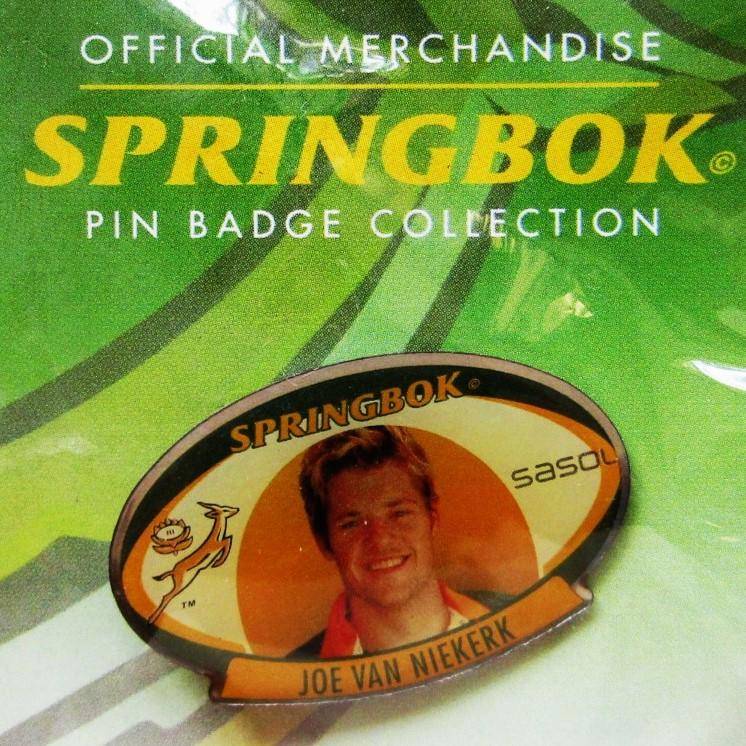 OFFICIAL MERCHANDISE
SPRINGBOK©
PIN BADGE COLLECTION
SPRINGBOK©
sasol
TM
JOE VAN NIEKERK